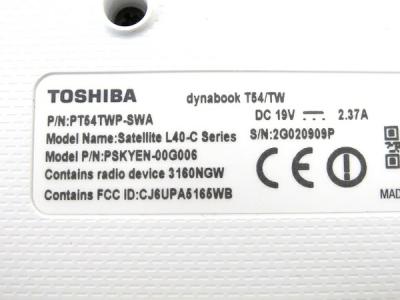 TOSHIBA dynabook T54/TW
P/N:PT54TWP-SWA DC 19V 2.37A
Model Name:Satellite L40-C Series S/N:2G020909P
Model P/N:PSKYEN-00G006
Contains radio device 3160NGW
Contains FCC ID:CJ6UPA5165WB
CE
MAD